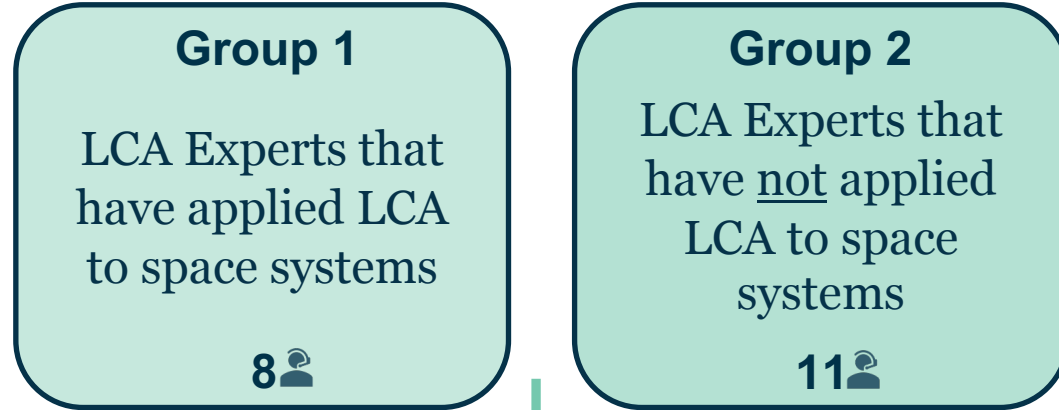 Group 1
LCA Experts that
have applied LCA
to space systems
8
Group 2
LCA Experts that
have not applied
LCA to space
systems
11